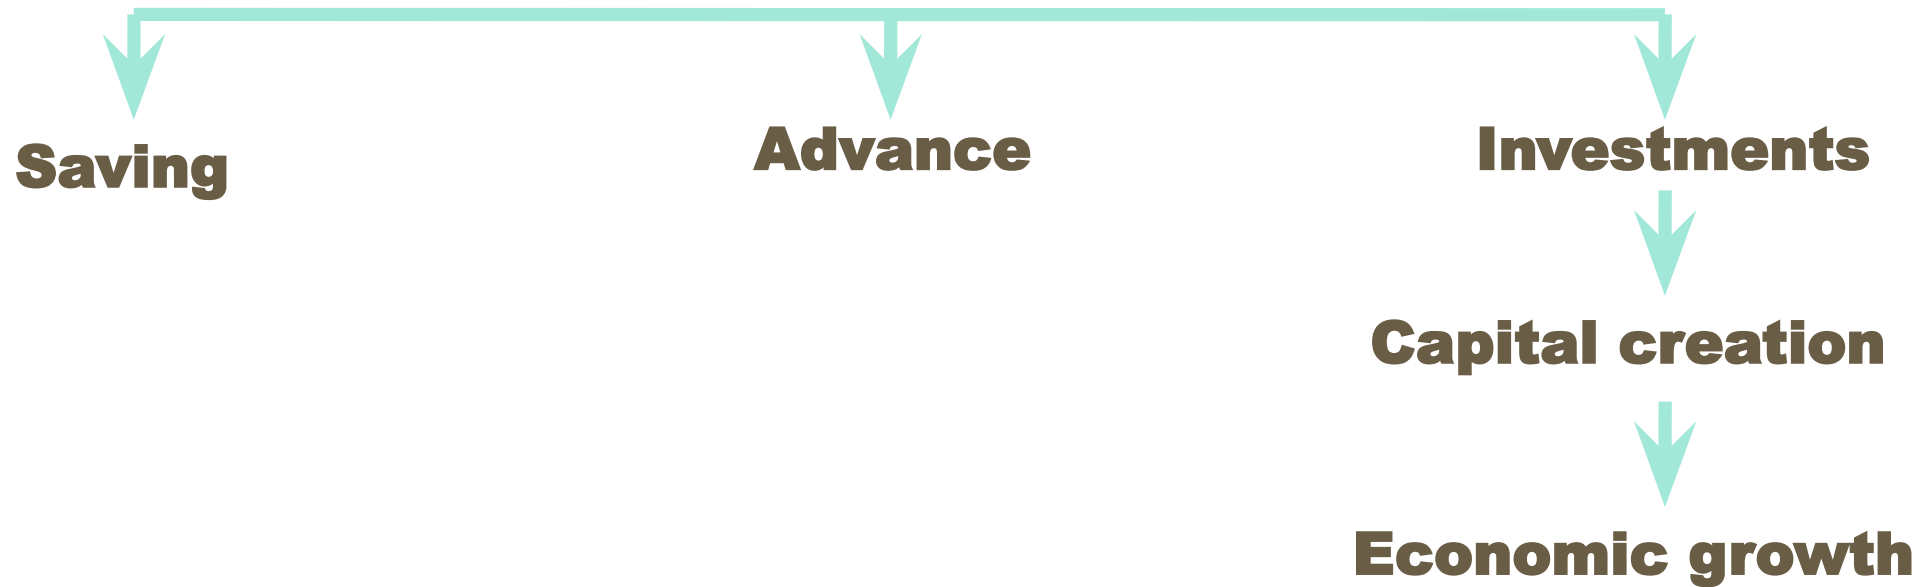 Saving
Advance
Investments
Capital creation
Economic growth